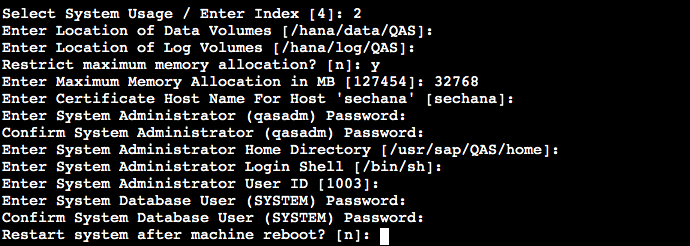 Select System Usage / Enter Index [4]: 2
Enter Location of Data Volumes [/hana/data/QAS]:
Enter Location of Log Volumes [/hana/log/QAS]:
Restrict maximum memory allocation? [n]: y
Enter Maximum Memory Allocation in MB [127454]: 32768
Enter Certificate Host Name For Host 'sechana' [sechana]:
Enter System Administrator (qasadm) Password:
Confirm System Administrator (qasadm) Password:
Enter System Administrator Home Directory [/usr/sap/QAS/home]:
Enter System Administrator Login Shell [/bin/sh]:
Enter System Administrator User ID [1003]:
Enter System Database User (SYSTEM) Password:
Confirm System Database User (SYSTEM) Password:
Restart system after machine reboot? [n]: